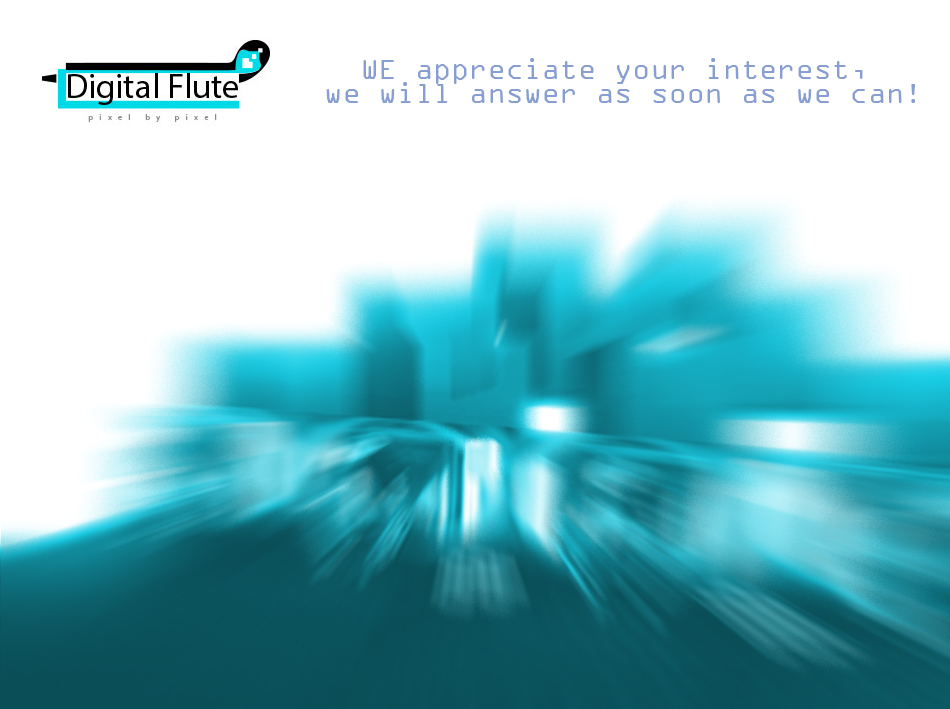 Digital Flute
pixel by pixel
WE appreciate your interest,
we will answer as soon as we can!